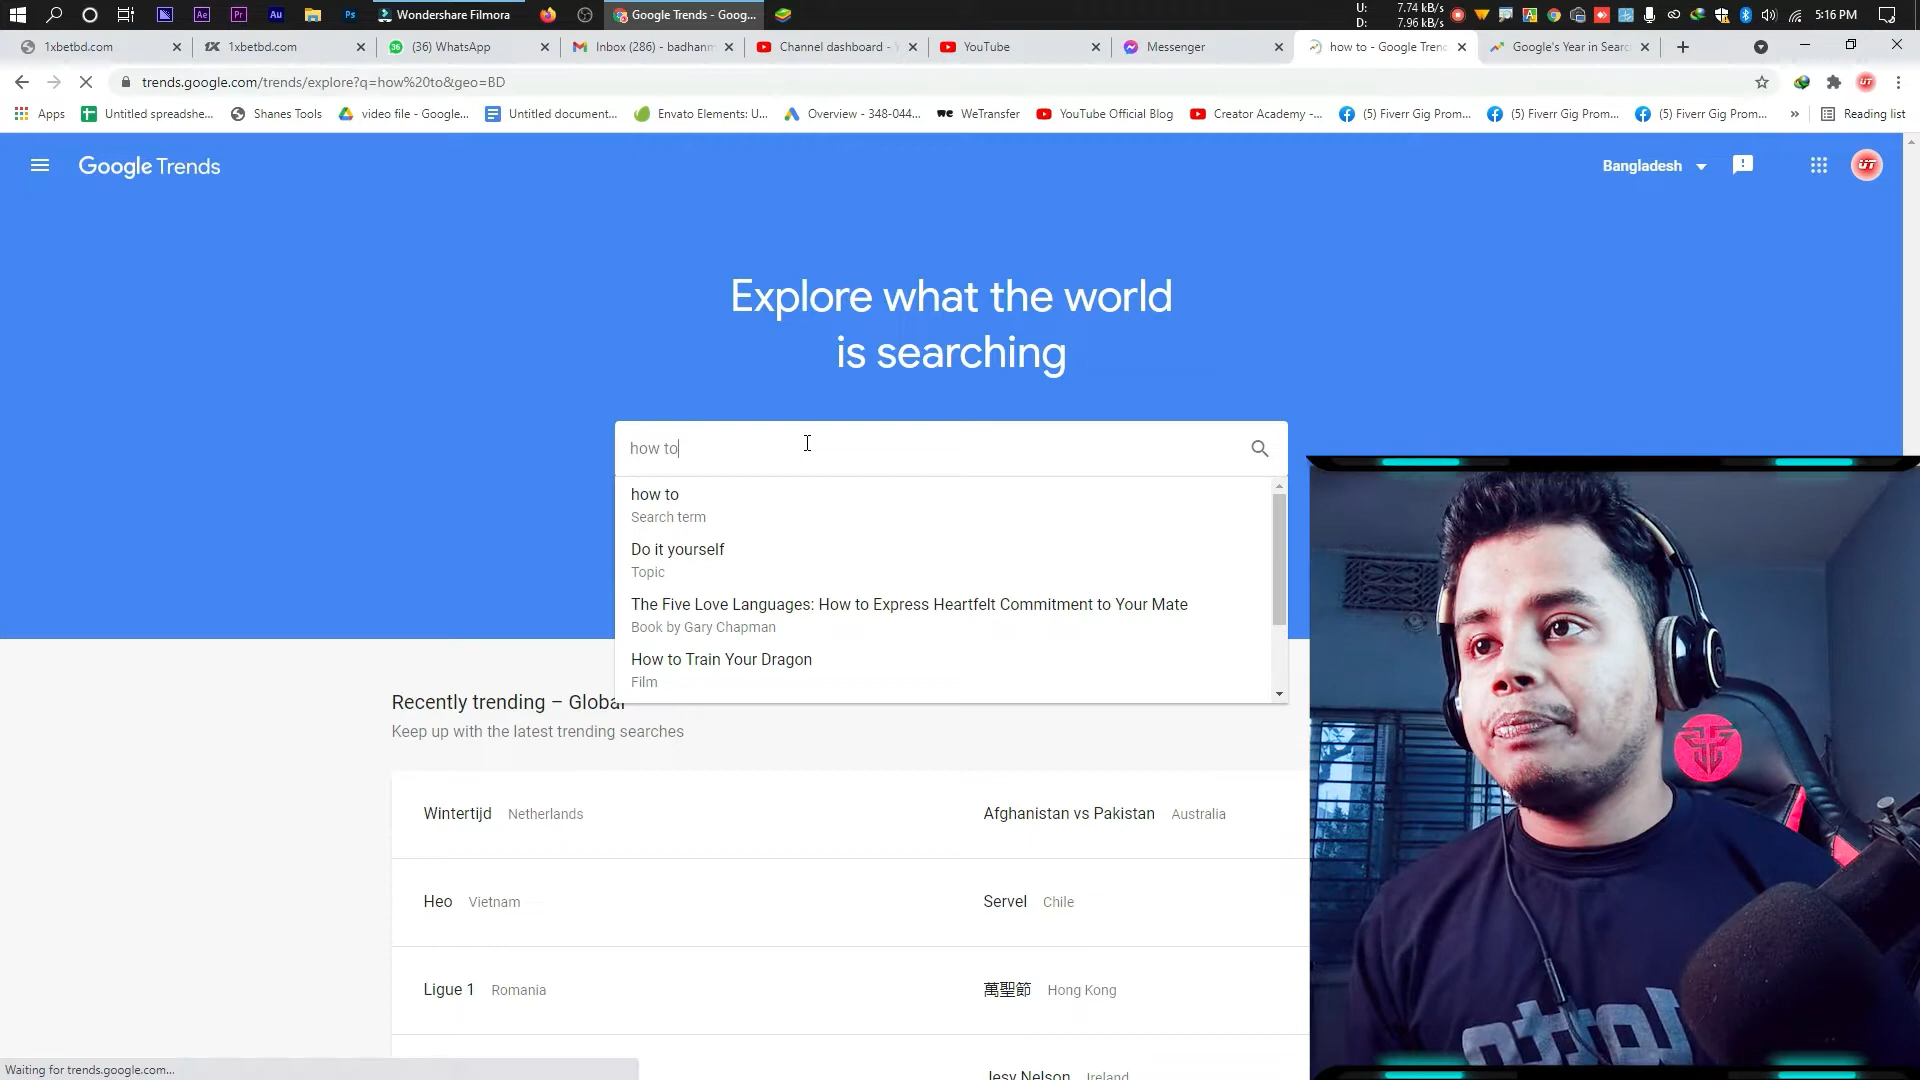 Wondershare Filmora
Google Trends - Goog...
U: 7.74 kB/s
D: 7.96 kB/s
5:16 PM
1xbetbd.com
1xbetbd.com
(36) WhatsApp
Inbox (286) - badhanm
Channel dashboard - Y
YouTube
Messenger
how to - Google Tren
Google's Year in Searc
trends.google.com/trends/explore?q=how%20to&geo=BD
Apps
Untitled spreadshe...
Shanes Tools
video file - Google...
Untitled document...
Envato Elements: U...
Overview - 348-044...
WeTransfer
YouTube Official Blog
Creator Academy -...
(5) Fiverr Gig Prom...
(5) Fiverr Gig Prom...
(5) Fiverr Gig Prom...
Reading list
Google Trends
Bangladesh
Explore what the world
is searching
how to
how to
Search term
Do it yourself
Topic
The Five Love Languages: How to Express Heartfelt Commitment to Your Mate
Book by Gary Chapman
How to Train Your Dragon
Film
Recently trending – Global
Keep up with the latest trending searches
Wintertijd Netherlands
Afghanistan vs Pakistan Australia
Heo Vietnam
Servel Chile
Ligue 1 Romania
萬聖節 Hong Kong
Jesy Nelson Ireland
Waiting for trends.google.com...